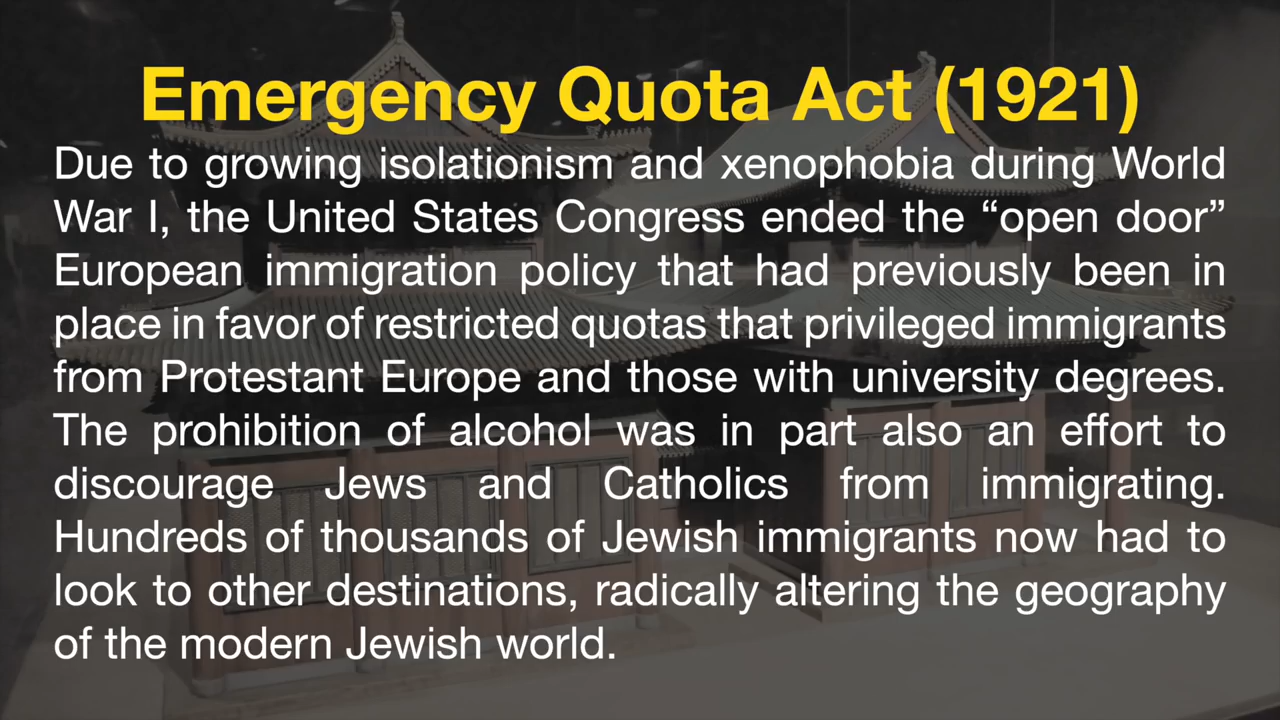 Emergency Quota Act (1921)
Due to growing isolationism and xenophobia during World
War I, the United States Congress ended the “open door”
European immigration policy that had previously been in
place in favor of restricted quotas that privileged immigrants
from Protestant Europe and those with university degrees.
The prohibition of alcohol was in part also an effort to
discourage Jews and Catholics from immigrating.
Hundreds of thousands of Jewish immigrants now had to
look to other destinations, radically altering the geography
of the modern Jewish world.